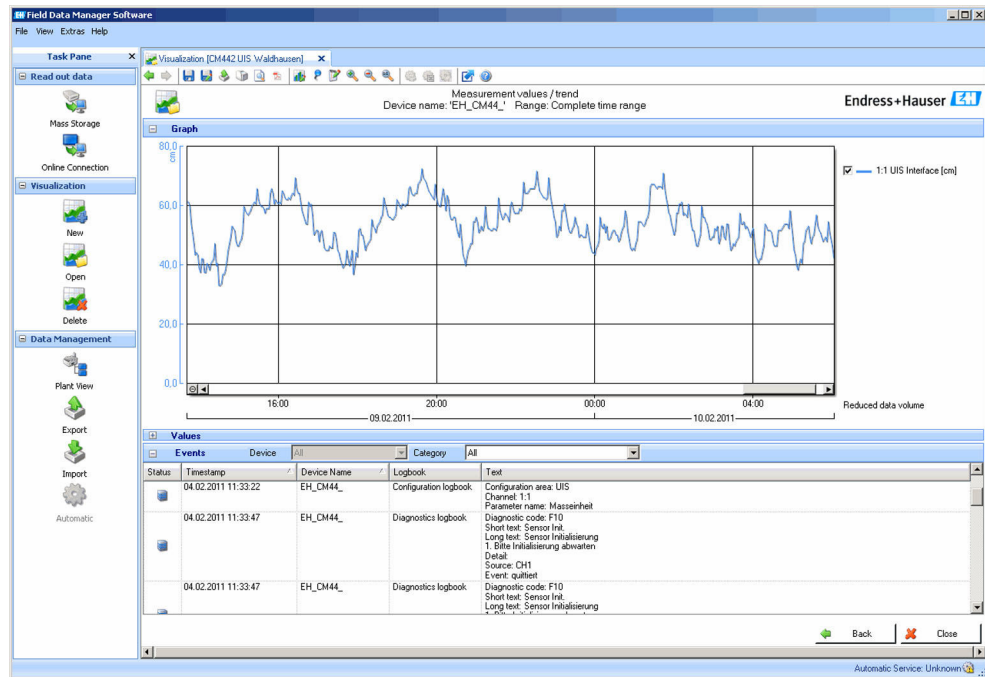 Field Data Manager Software
File View Extras Help
Task Pane
Read out data
Mass Storage
Online Connection
Visualization
New
Open
Delete
Data Management
Plant View
Export
Import
Automatic
Visualization [CM442 UIS Waldhausen]
Measurement values / trend
Device name: 'EH_CM44_' Range: Complete time range
Endress+Hauser EH
Graph
80,0
cm
60,0
40,0
20,0
0,0
16:00 20:00 00:00 04:00
09.02.2011 10.02.2011
1:1 UIS Interface [cm]
Reduced data volume
Values
Events Device All Category All
Status Timestamp Device Name Logbook Text
04.02.2011 11:33:22 EH_CM44_ Configuration logbook Configuration area: UIS
Channel: 1:1
Parameter name: Masseinheit
04.02.2011 11:33:47 EH_CM44_ Diagnostics logbook Diagnostic code: F10
Short text: Sensor Init.
Long text: Sensor Initialisierung
1. Bitte Initialisierung abwarten
Detail:
Source: CH1
Event: quittiert
04.02.2011 11:33:47 EH_CM44_ Diagnostics logbook Diagnostic code: F10
Short text: Sensor Init.
Long text: Sensor Initialisierung
Back Close
Automatic Service: Unknown